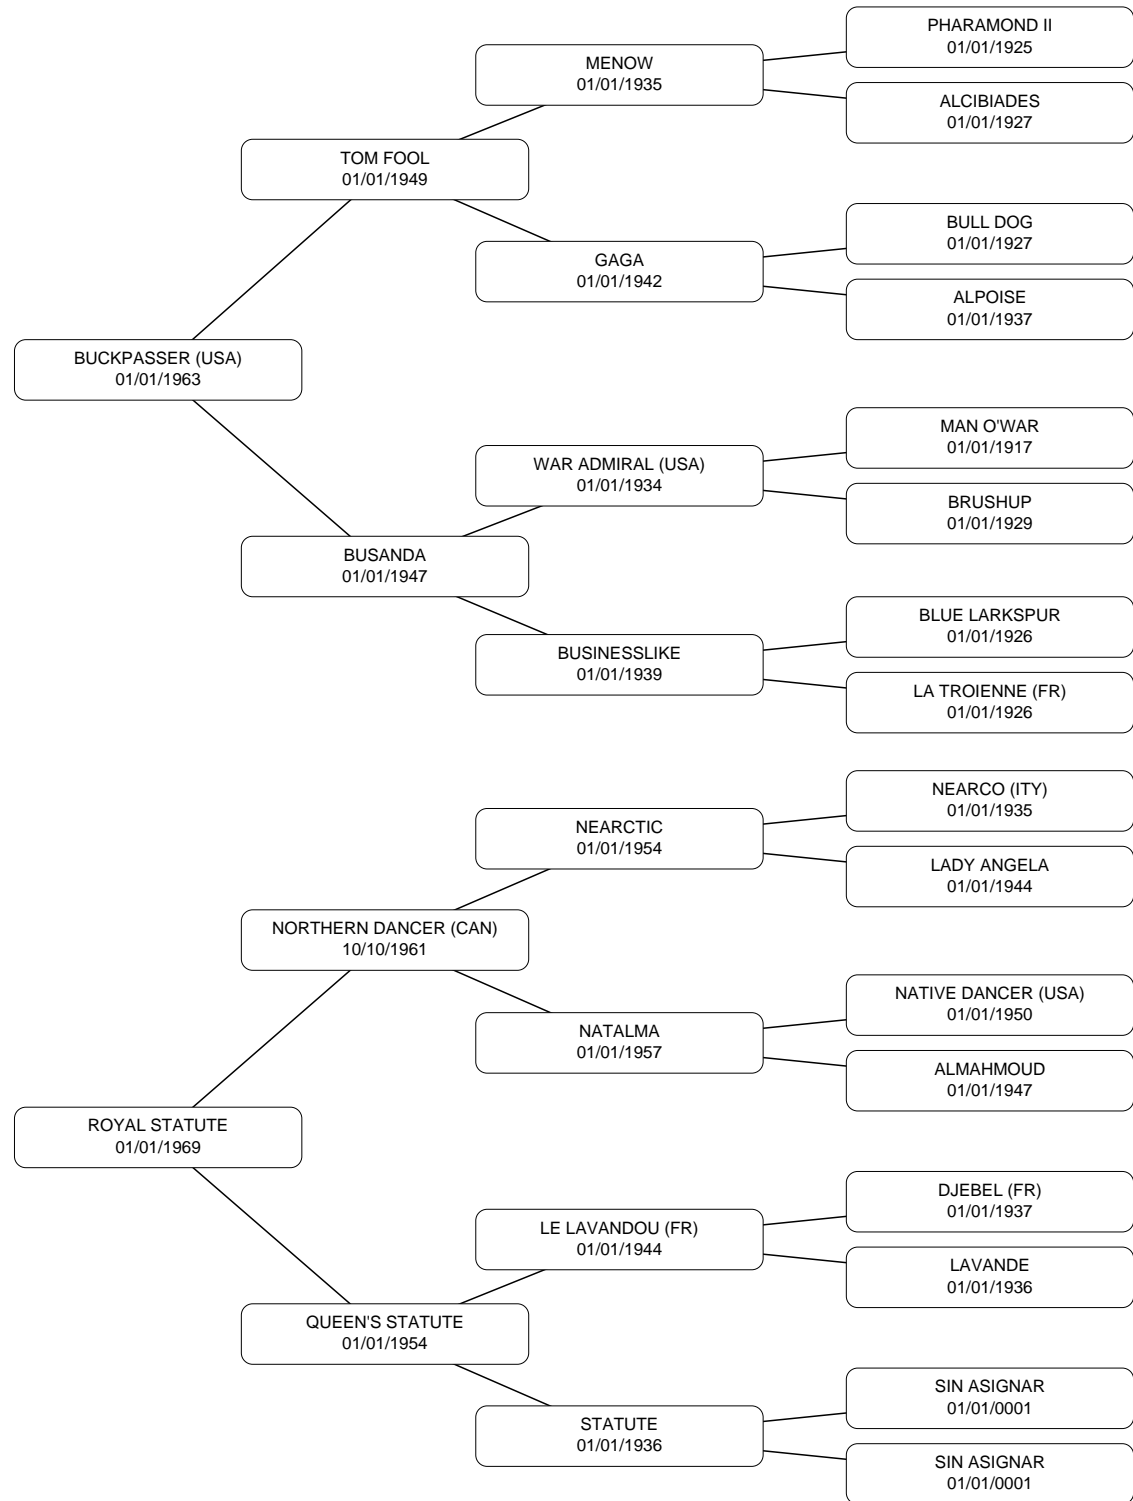 PHARAMOND II
01/01/1925
MENOW
01/01/1935
ALCIBIADES
01/01/1927
TOM FOOL
01/01/1949
BULL DOG
01/01/1927
GAGA
01/01/1942
ALPOISE
01/01/1937
BUCKPASSER (USA)
01/01/1963
MAN O'WAR
01/01/1917
WAR ADMIRAL (USA)
01/01/1934
BRUSHUP
01/01/1929
BUSANDA
01/01/1947
BLUE LARKSPUR
01/01/1926
BUSINESSLIKE
01/01/1939
LA TROIENNE (FR)
01/01/1926
NEARCO (ITY)
01/01/1935
NEARCTIC
01/01/1954
LADY ANGELA
01/01/1944
NORTHERN DANCER (CAN)
10/10/1961
NATIVE DANCER (USA)
01/01/1950
NATALMA
01/01/1957
ALMAHMOUD
01/01/1947
ROYAL STATUTE
01/01/1969
DJEBEL (FR)
01/01/1937
LE LAVANDOU (FR)
01/01/1944
LAVANDE
01/01/1936
QUEEN'S STATUTE
01/01/1954
SIN ASIGNAR
01/01/0001
STATUTE
01/01/1936
SIN ASIGNAR
01/01/0001